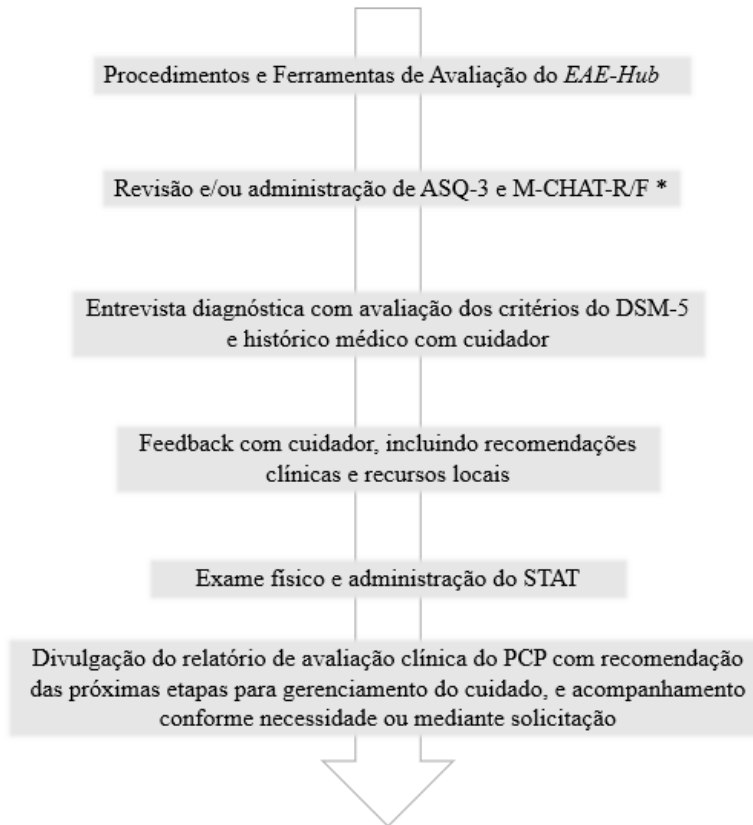 Procedimentos e Ferramentas de Avaliação do EAE-Hub
Revisão e/ou administração de ASQ-3 e M-CHAT-R/F *
Entrevista diagnóstica com avaliação dos critérios do DSM-5
e histórico médico com cuidador
Feedback com cuidador, incluindo recomendações
clínicas e recursos locais
Exame físico e administração do STAT
Divulgação do relatório de avaliação clínica do PCP com recomendação
das próximas etapas para gerenciamento do cuidado, e acompanhamento
conforme necessidade ou mediante solicitação